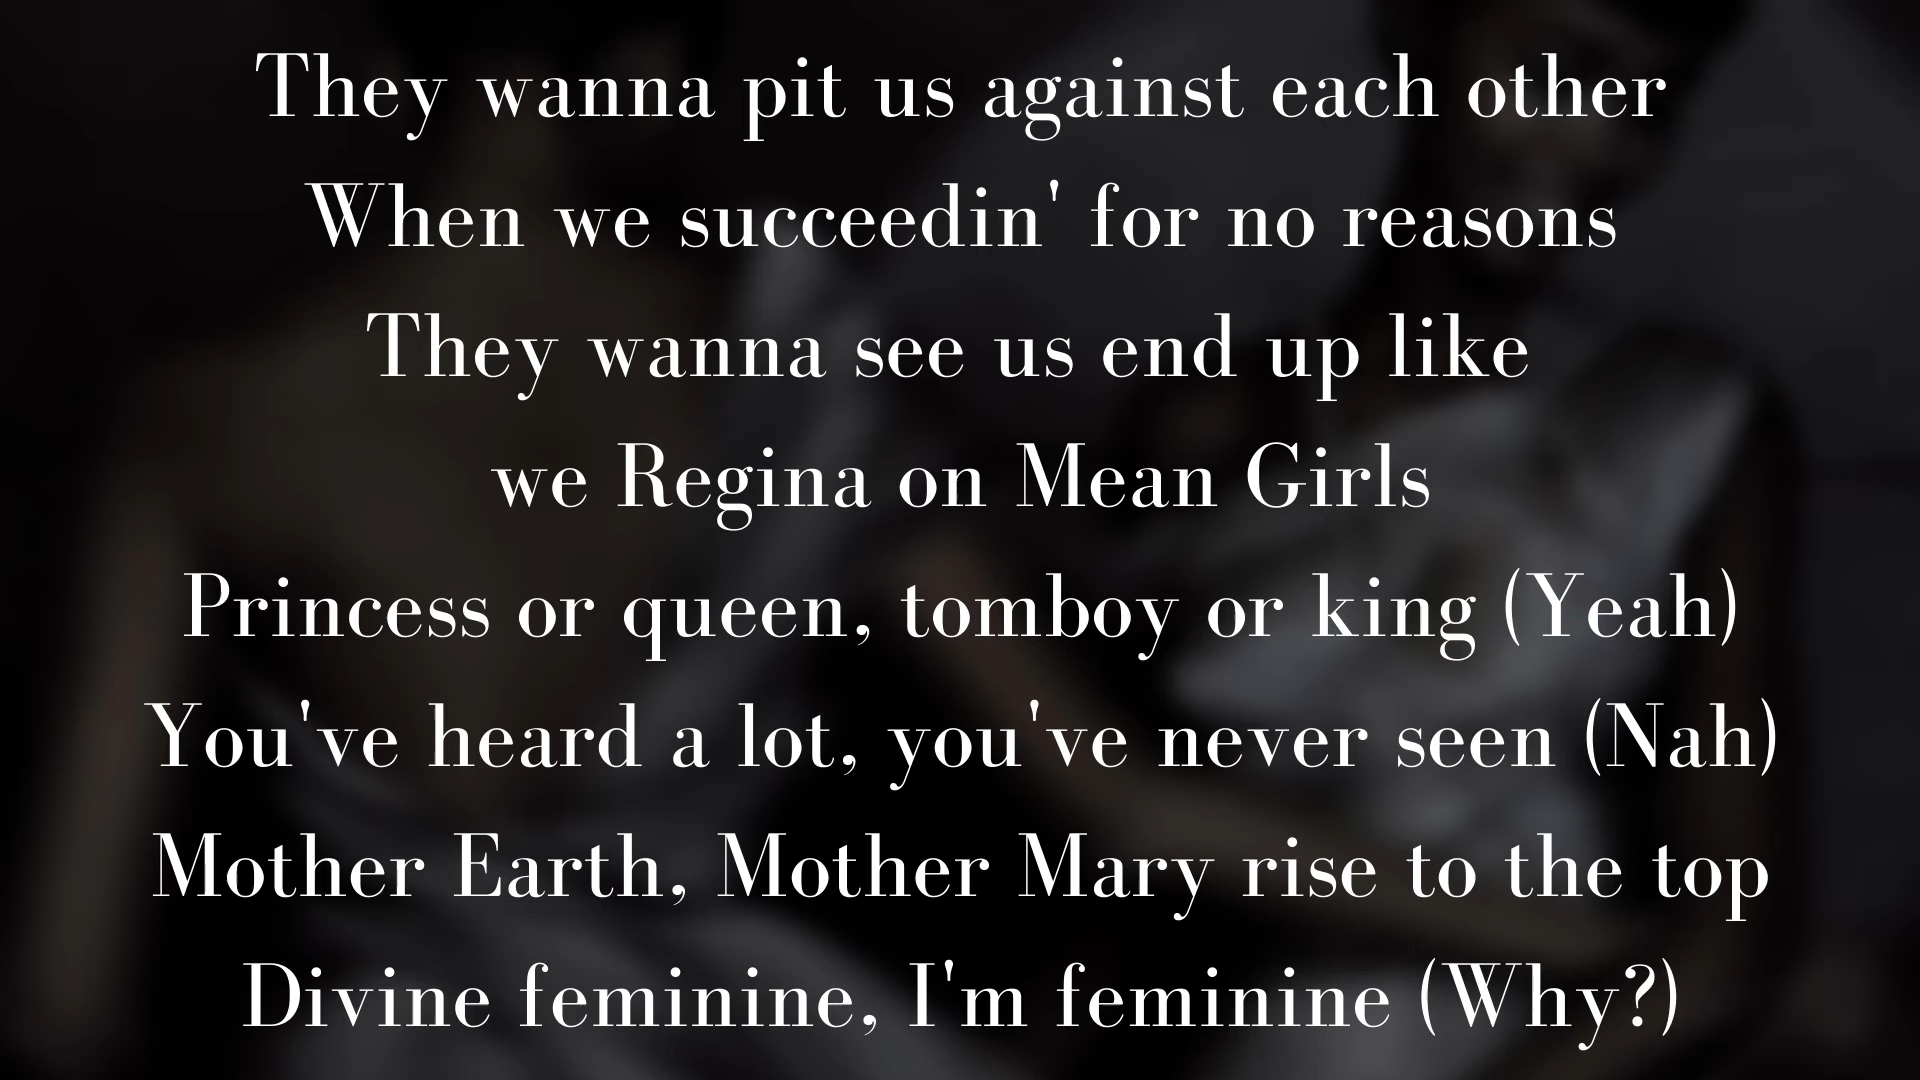 They wanna pit us against each other
When we succeedin' for no reasons
They wanna see us end up like
we Regina on Mean Girls
Princess or queen, tomboy or king (Yeah)
You've heard a lot, you've never seen (Nah)
Mother Earth, Mother Mary rise to the top
Divine feminine, I'm feminine (Why?)